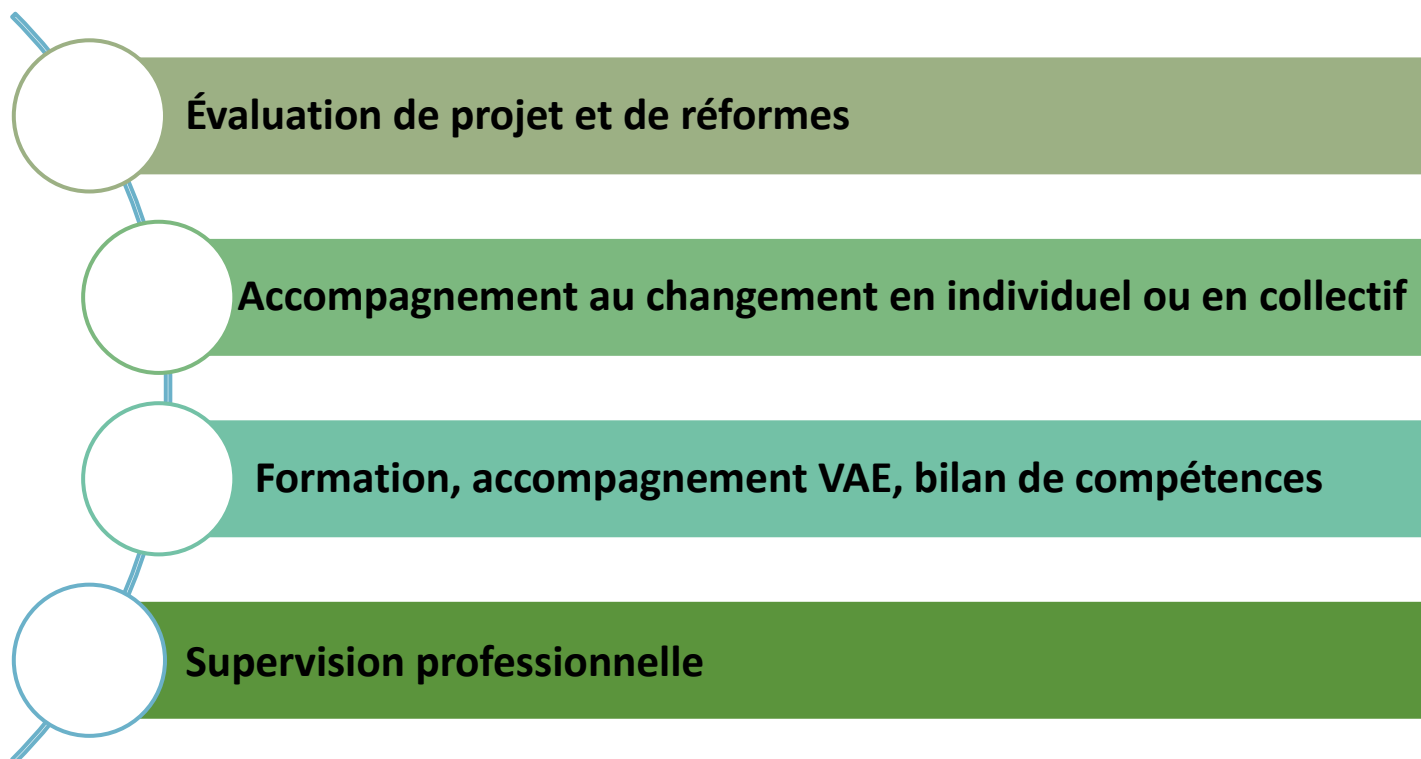 Évaluation de projet et de réformes
Accompagnement au changement en individuel ou en collectif
Formation, accompagnement VAE, bilan de compétences
Supervision professionnelle